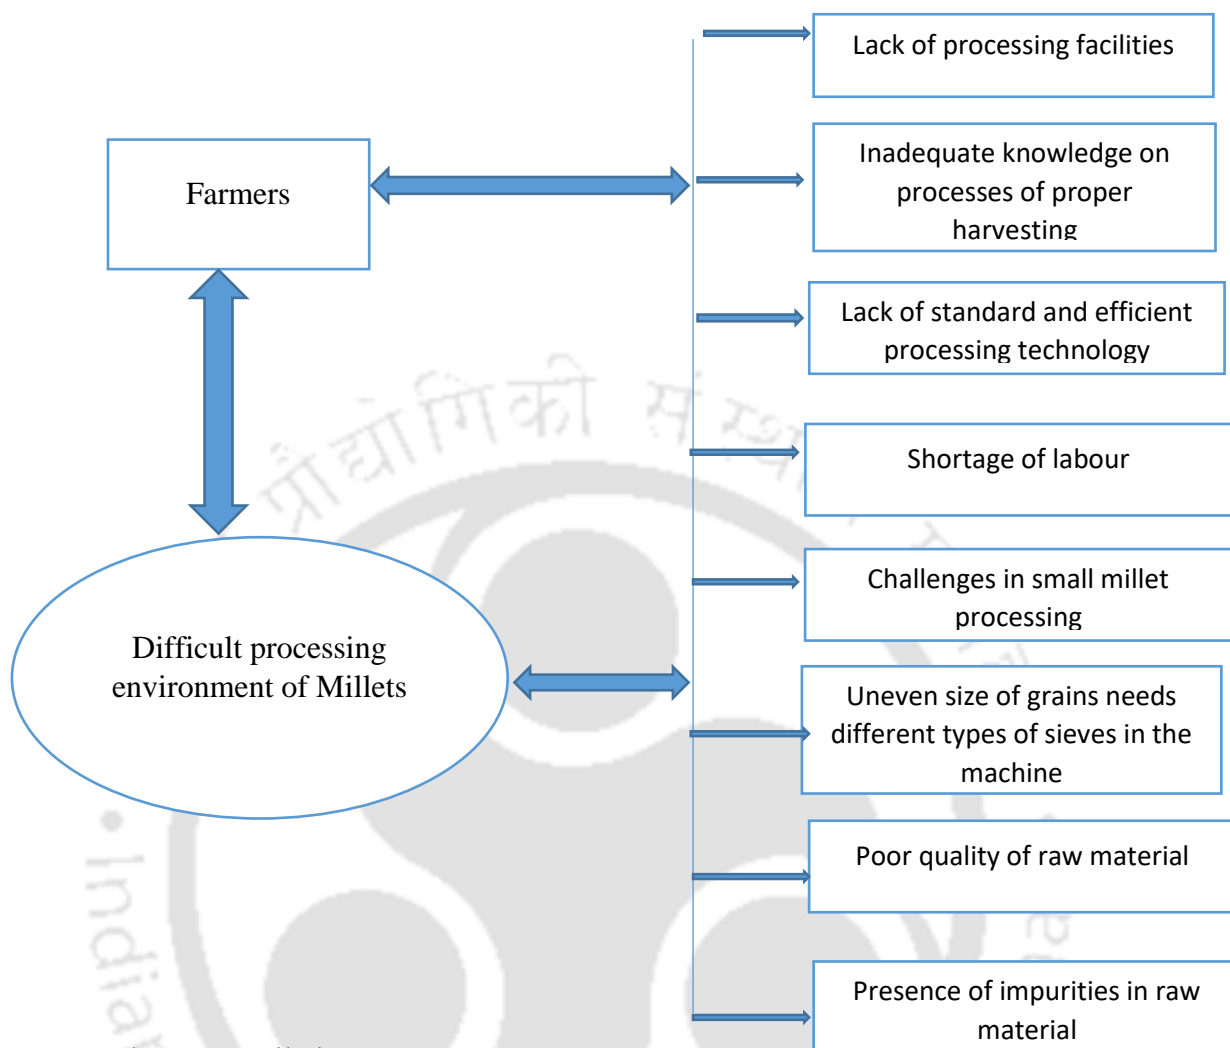 Lack of processing facilities
Farmers
Inadequate knowledge on
processes of proper
harvesting
Lack of standard and efficient
processing technology
Shortage of labour
Challenges in small millet
processing
Difficult processing
environment of Millets
Uneven size of grains needs
different types of sieves in the
machine
Poor quality of raw material
Presence of impurities in raw
material
प्रौद्योगिकी संस्थान
Indian